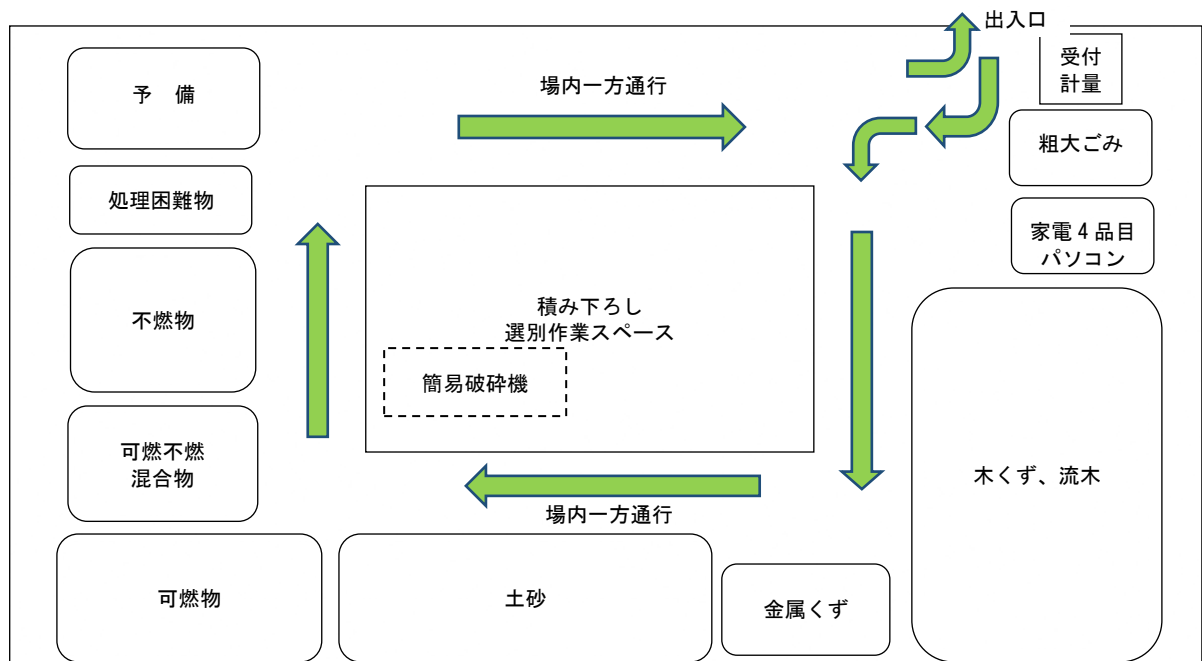 出入口
受付
計量
予　備
場内一方通行
粗大ごみ
処理困難物
家電４品目
パソコン
積み下ろし
選別作業スペース
不燃物
簡易破砕機
可燃不燃
混合物
木くず、流木
場内一方通行
可燃物
土砂
金属くず